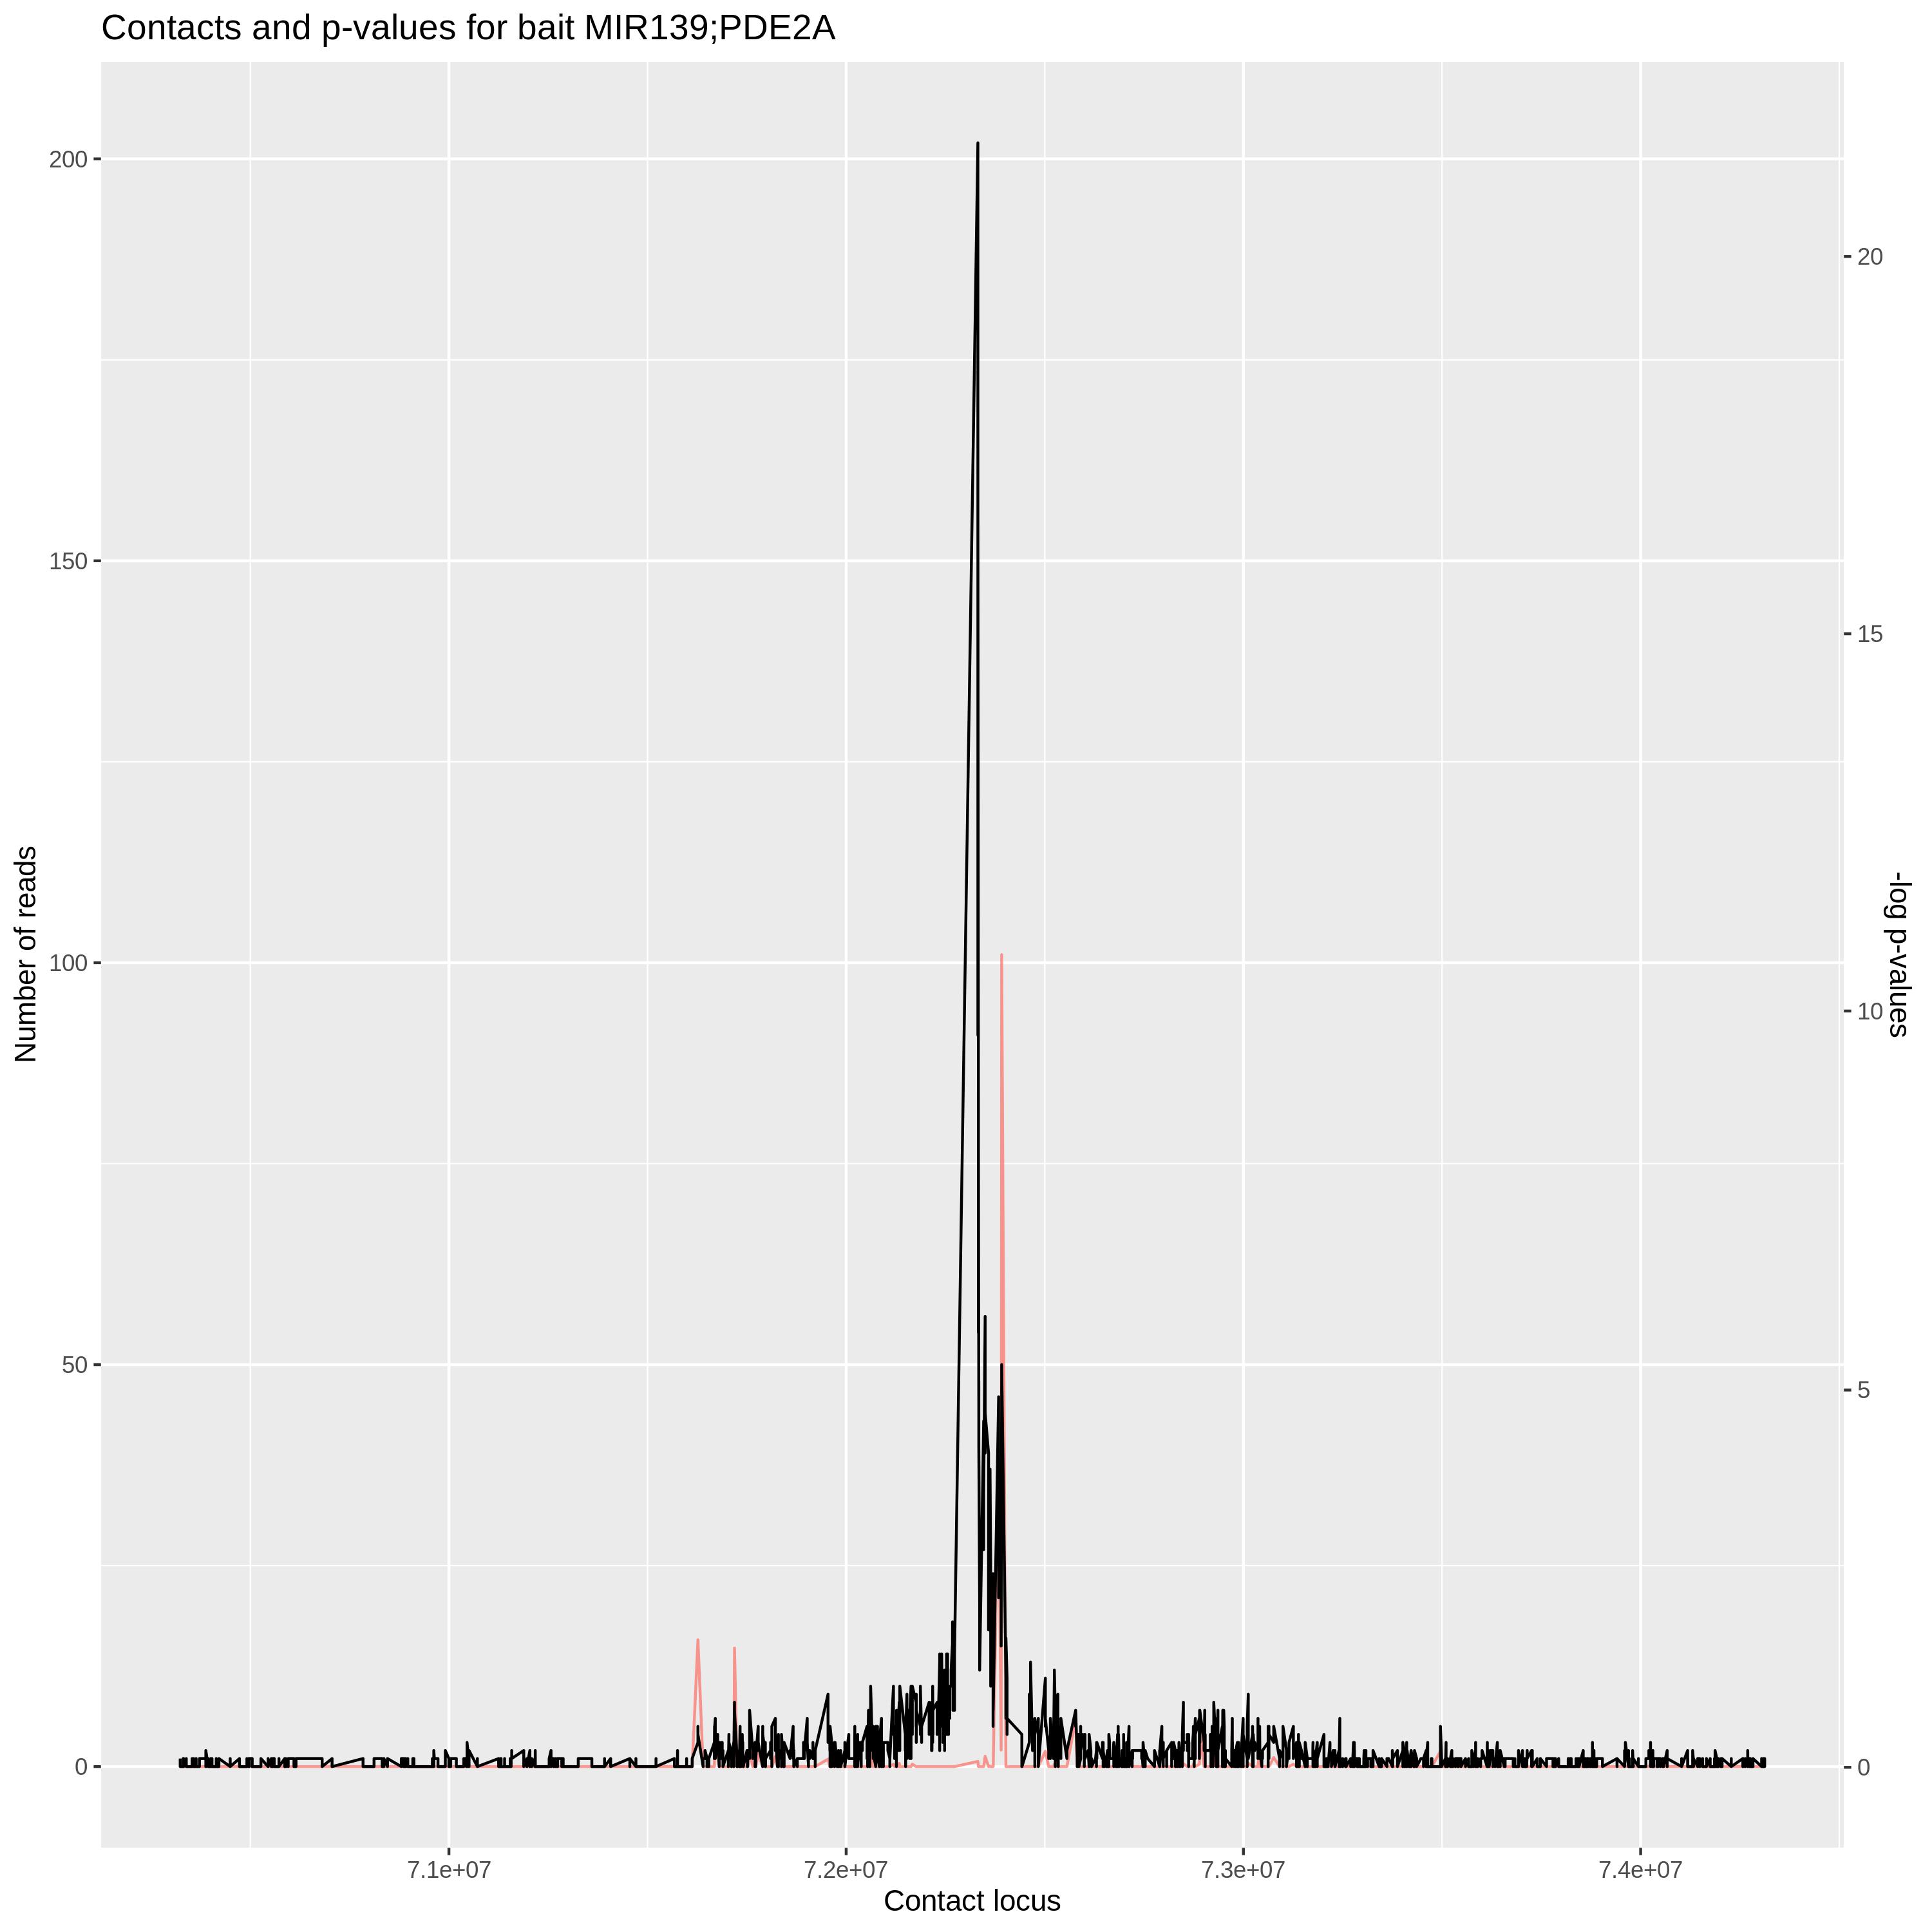 Contacts and p-values for bait MIR139;PDE2A
200
150
100
50
0
Number of reads
20
15
10
5
0
-log p-values
7.1e+07 7.2e+07 7.3e+07 7.4e+07
Contact locus